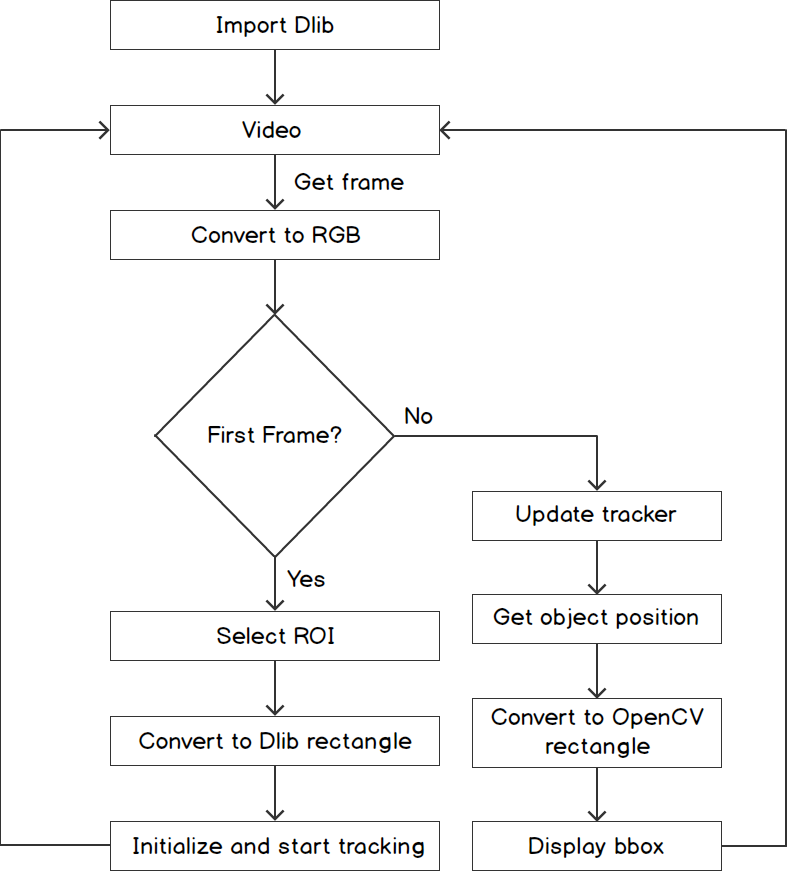 Import Dlib
Video
Get frame
Convert to RGB
First Frame?
No
Yes
Select ROI
Convert to Dlib rectangle
Initialize and start tracking
Update tracker
Get object position
Convert to OpenCV
rectangle
Display bbox